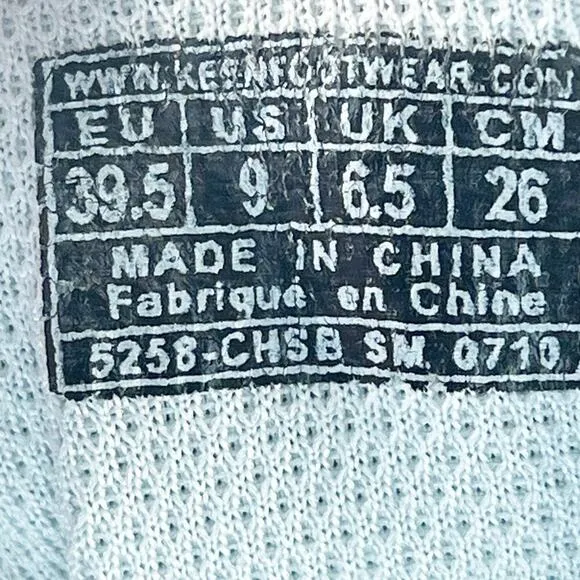 WWW.KEENFOOTWEAR.COM
EU US UK CM
39.5 9 6.5 26
MADE IN CHINA
Fabriqué en Chine
5258-CHSB SM. 0710